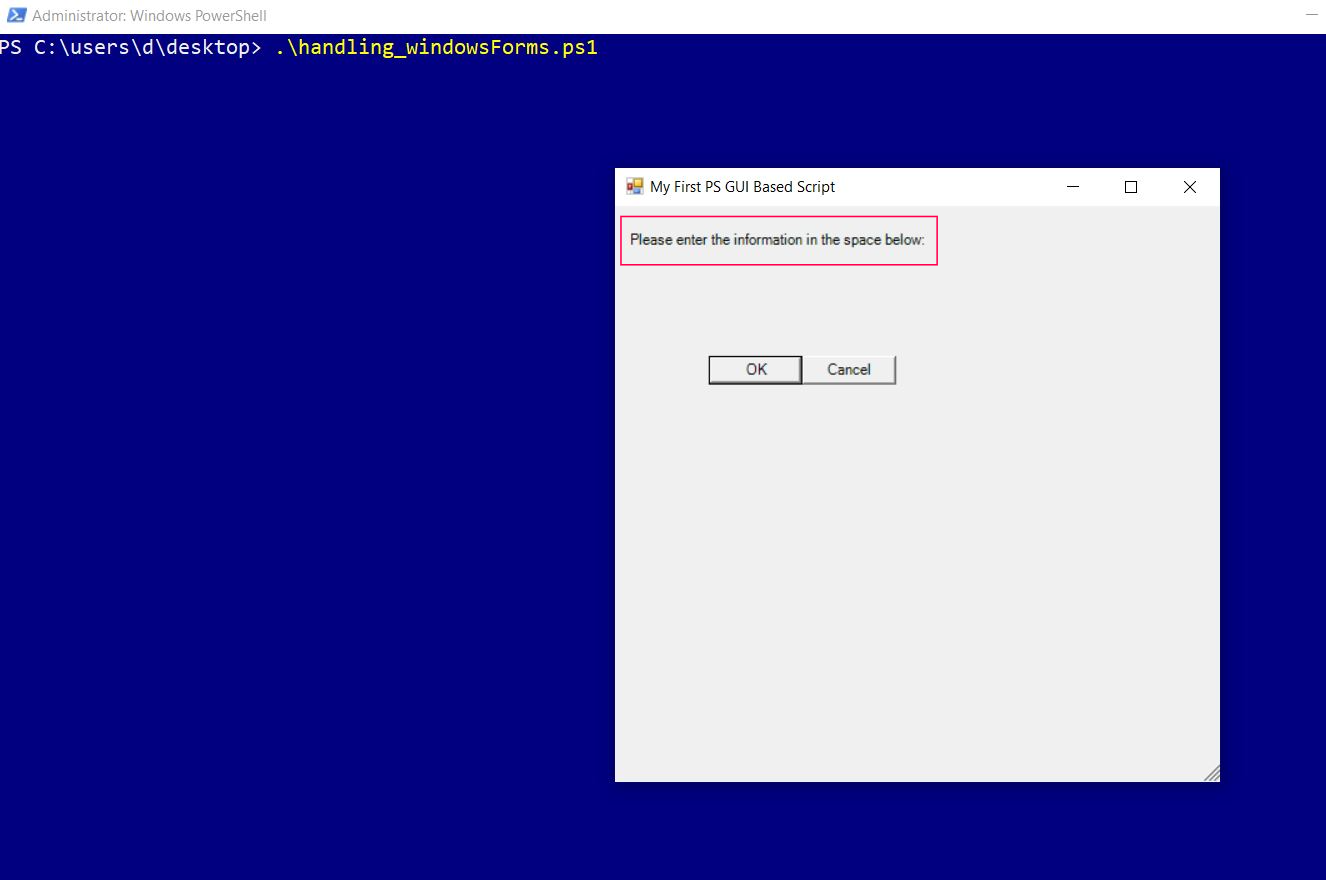 Administrator: Windows PowerShell
PS C:\users\d\desktop> .\handling_windowsForms.ps1
My First PS GUI Based Script
Please enter the information in the space below:
OK Cancel